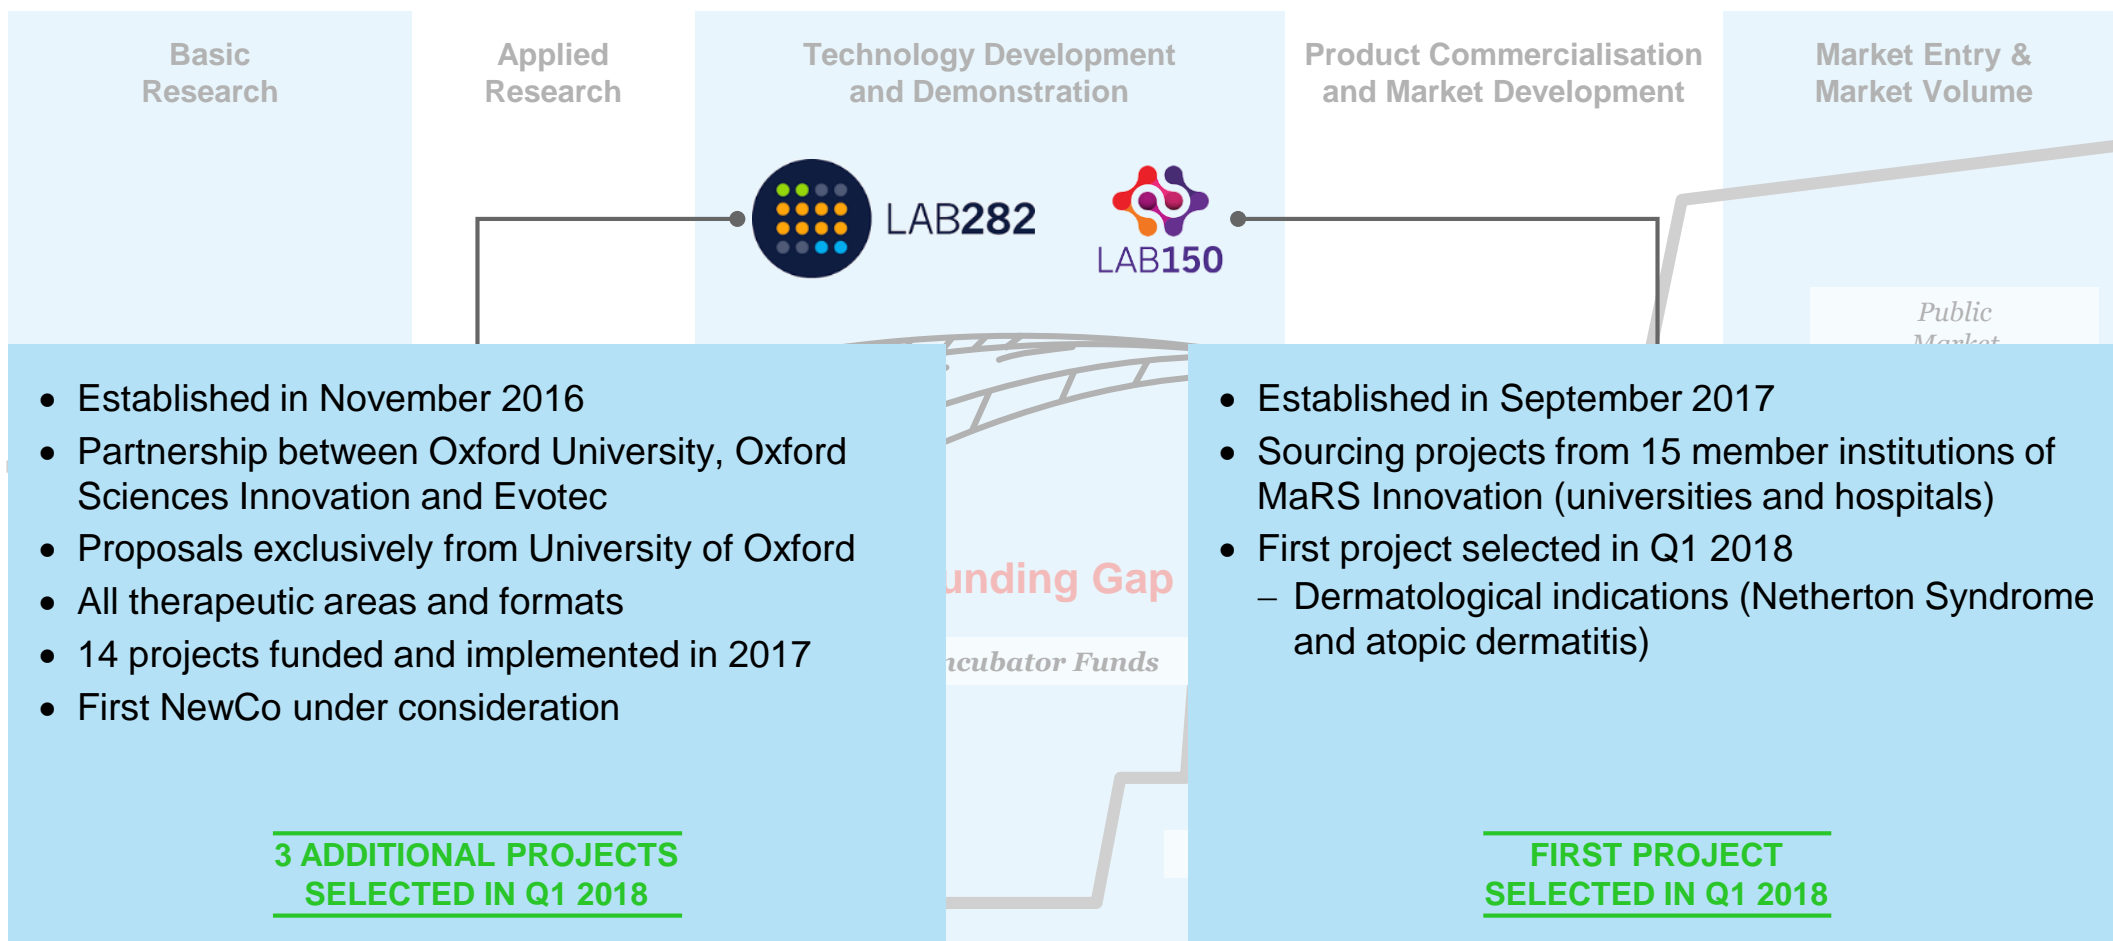 Basic
Research
Applied
Research
Technology Development
and Demonstration
Product Commercialisation
and Market Development
Market Entry &
Market Volume
LAB282
LAB150
Public
Market
• Established in November 2016
• Partnership between Oxford University, Oxford
Sciences Innovation and Evotec
• Proposals exclusively from University of Oxford
• All therapeutic areas and formats
• 14 projects funded and implemented in 2017
• First NewCo under consideration
3 ADDITIONAL PROJECTS
SELECTED IN Q1 2018
Gap
Funds
• Established in September 2017
• Sourcing projects from 15 member institutions of
MaRS Innovation (universities and hospitals)
• First project selected in Q1 2018
– Dermatological indications (Netherton Syndrome
and atopic dermatitis)
FIRST PROJECT
SELECTED IN Q1 2018